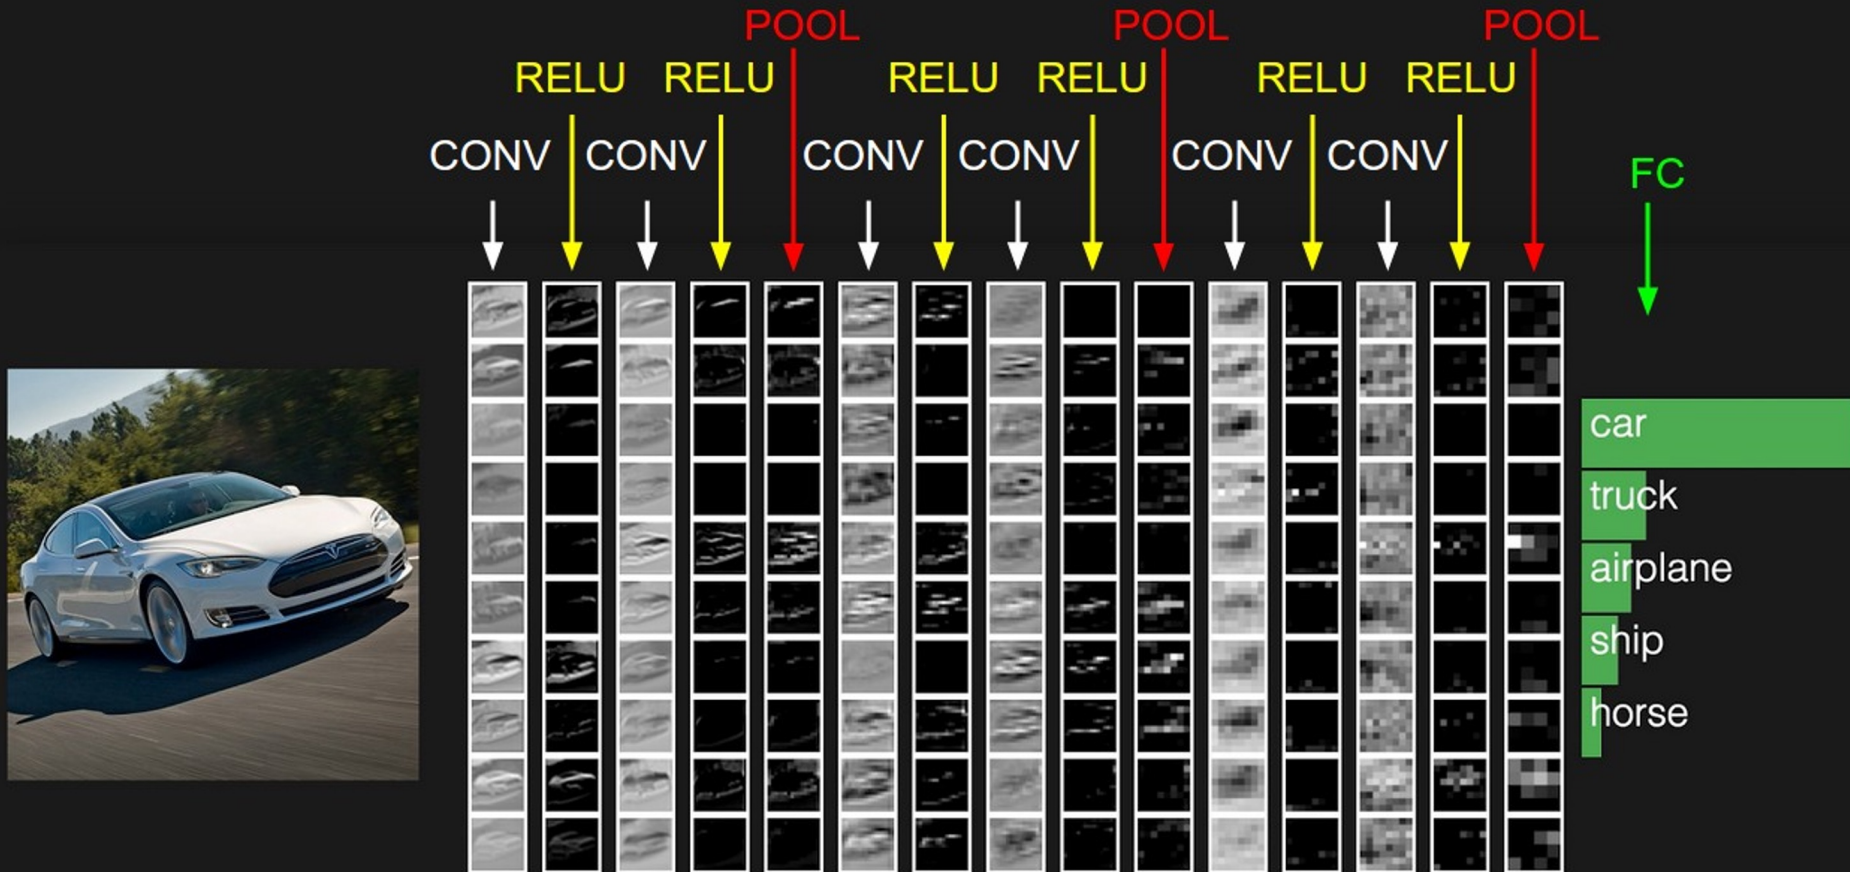 POOL POOL POOL
RELU RELU RELU RELU RELU RELU
CONV CONV CONV CONV CONV CONV
FC
car
truck
airplane
ship
horse